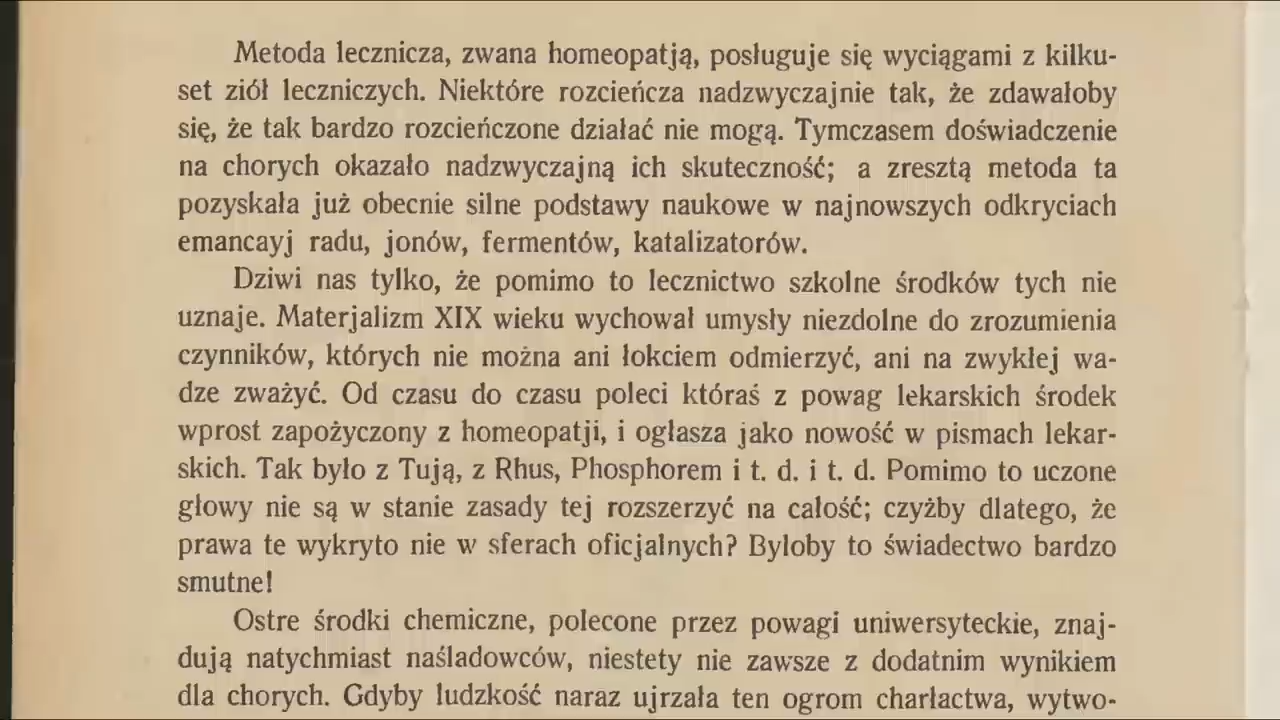 Metoda lecznicza, zwana homeopatją, posługuje się wyciągami z kilku-
set ziół leczniczych. Niektóre rozcieńcza nadzwyczajnie tak, że zdawałoby
się, że tak bardzo rozcieńczone działać nie mogą. Tymczasem doświadczenie
na chorych okazało nadzwyczajną ich skuteczność; a zresztą metoda ta
pozyskała już obecnie silne podstawy naukowe w najnowszych odkryciach
emancayj radu, jonów, fermentów, katalizatorów.
Dziwi nas tylko, że pomimo to lecznictwo szkolne środków tych nie
uznaje. Materjalizm XIX wieku wychował umysły niezdolne do zrozumienia
czynników, których nie można ani łokciem odmierzyć, ani na zwykłej wa-
dze zważyć. Od czasu do czasu poleci któraś z powag lekarskich środek
wprost zapożyczony z homeopatji, i ogłasza jako nowość w pismach lekar-
skich. Tak było z Tują, z Rhus, Phosphorem i t. d. i t. d. Pomimo to uczone
głowy nie są w stanie zasady tej rozszerzyć na całość; czyżby dlatego, że
prawa te wykryto nie w sferach oficjalnych? Byloby to świadectwo bardzo
smutne!
Ostre środki chemiczne, polecone przez powagi uniwersyteckie, znaj-
dują natychmiast naśladowców, niestety nie zawsze z dodatnim wynikiem
dla chorych. Gdyby ludzkość naraz ujrzała ten ogrom charłactwa, wytwo-